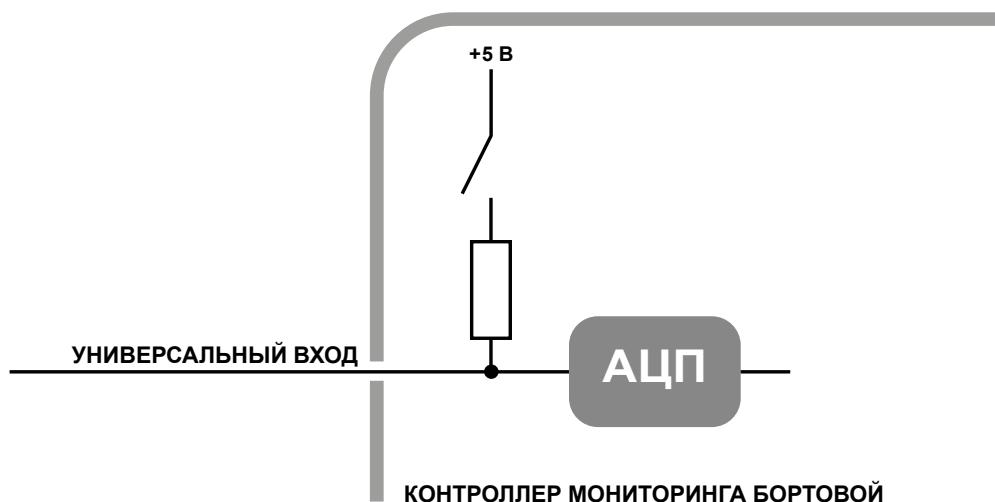 +5 В
УНИВЕРСАЛЬНЫЙ ВХОД
АЦП
КОНТРОЛЛЕР МОНИТОРИНГА БОРТОВОЙ